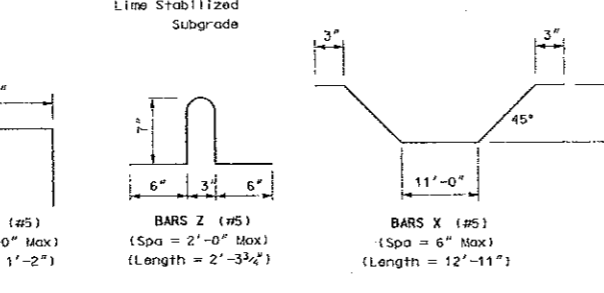 Lime Stabilized
Subgrade
3" 3"
7"
45°
6" 3" 6"
11'-0"
(#5)
BARS Z (#5)
BARS X (#5)
0" Max)
(Spa = 2'-0" Max)
(Spa = 6" Max)
1'-2")
(Length = 2'-3¾")
(Length = 12'-11")